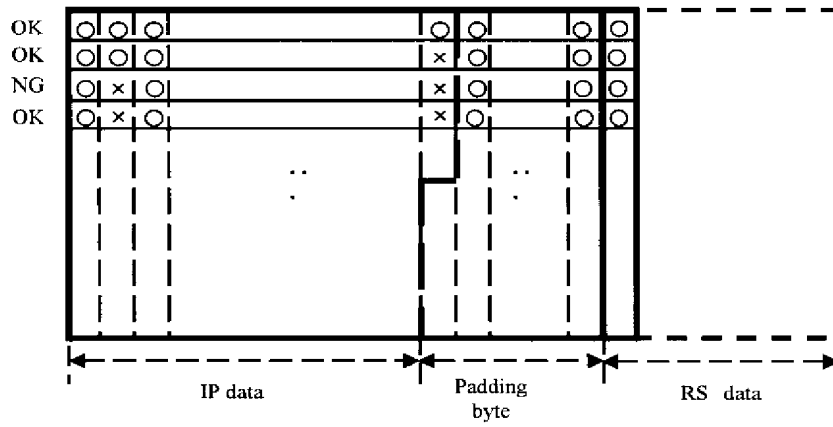 OK
OK
NG
OK
IP data
Padding
byte
RS data